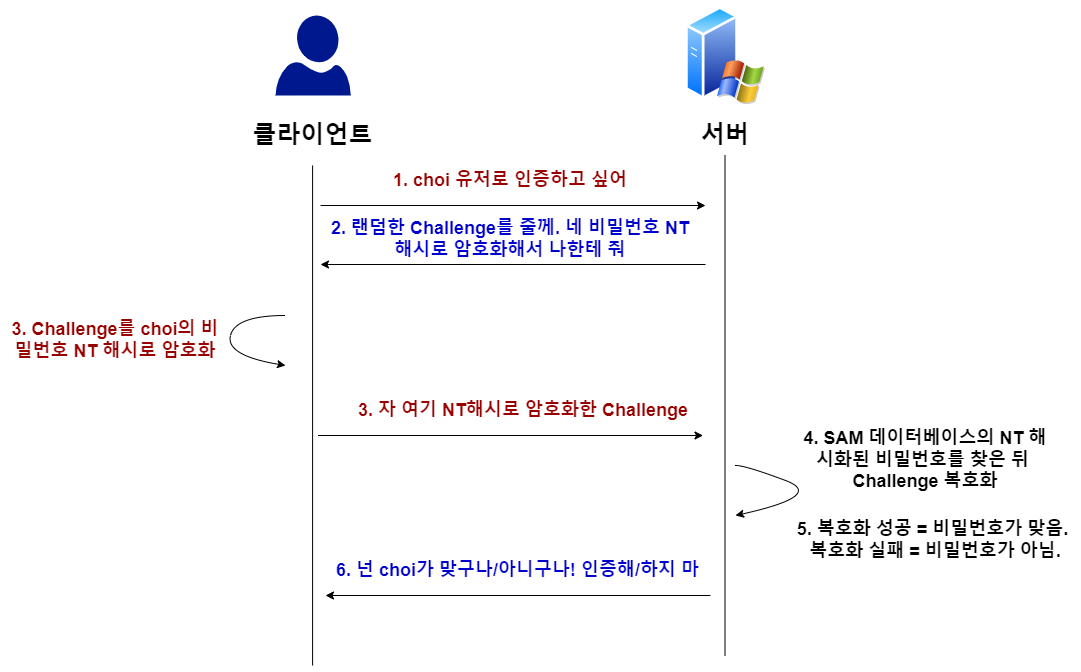 클라이언트
서버
1. choi 유저로 인증하고 싶어
2. 랜덤한 Challenge를 줄께. 네 비밀번호 NT
해시로 암호화해서 나한테 줘
3. Challenge를 choi의 비
밀번호 NT 해시로 암호화
3. 자 여기 NT해시로 암호화한 Challenge
4. SAM 데이터베이스의 NT 해
시화된 비밀번호를 찾은 뒤
Challenge 복호화
5. 복호화 성공 = 비밀번호가 맞음.
복호화 실패 = 비밀번호가 아님.
6. 넌 choi가 맞구나/아니구나! 인증해/하지 마